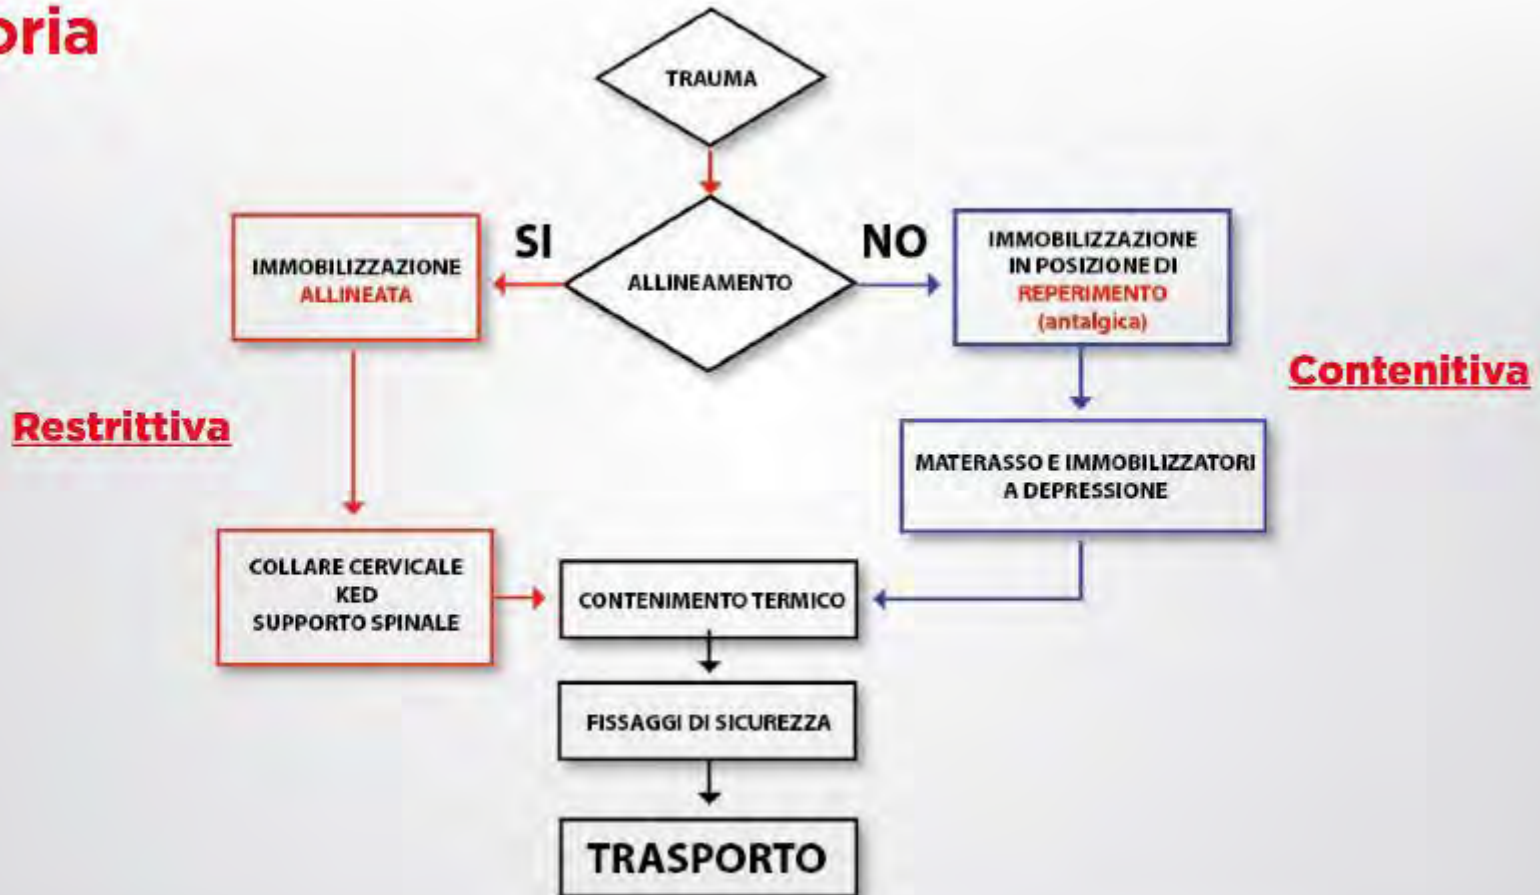 oria
TRAUMA
SI
NO
ALLINEAMENTO
IMMOBILIZZAZIONE
ALLINEATA
IMMOBILIZZAZIONE
IN POSIZIONE DI
REPERIMENTO
(antalgica)
Restrittiva
Contenitiva
MATERASSO E IMMOBILIZZATORI
A DEPRESSIONE
COLLARE CERVICALE
KED
SUPPORTO SPINALE
CONTENIMENTO TERMICO
FISSAGGI DI SICUREZZA
TRASPORTO